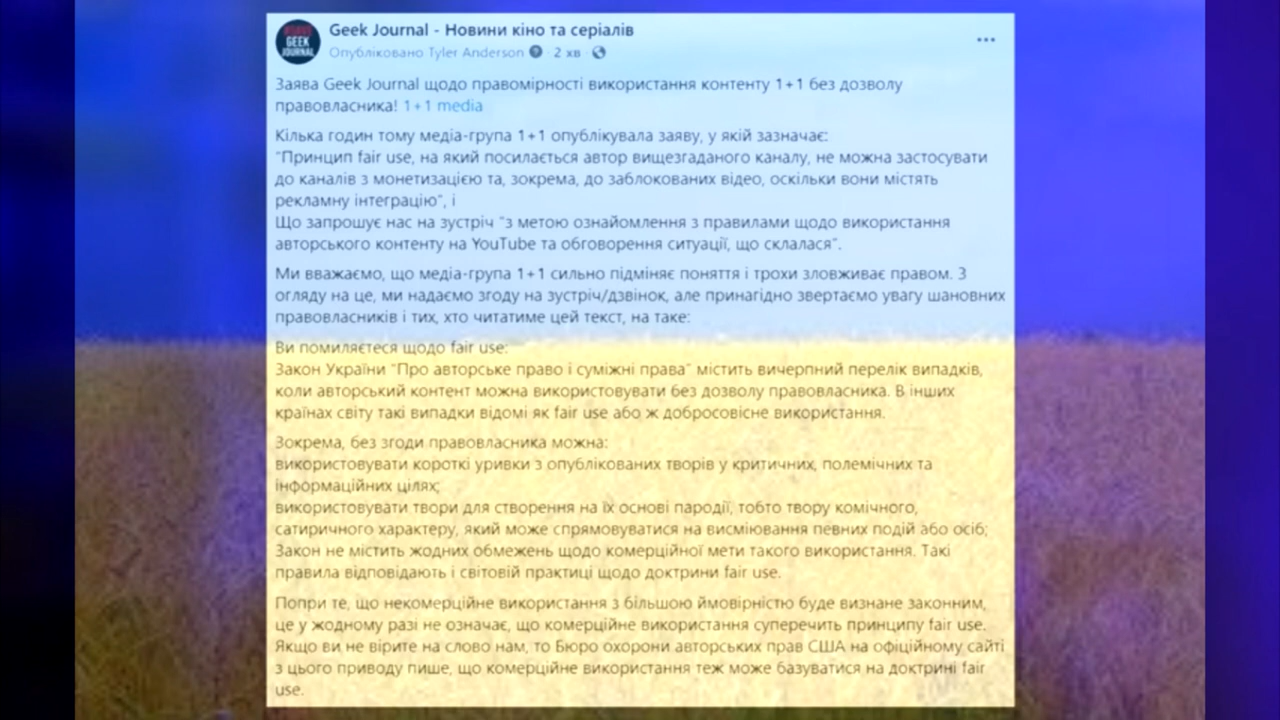 #SAVE
GEEK
JOURNAL
Geek Journal - Новини кіно та серіалів
Опубліковано Tyler Anderson · 2 хв ·
Заява Geek Journal щодо правомірності використання контенту 1+1 без дозволу
правовласника! 1+1 media
Кілька годин тому медіа-група 1+1 опублікувала заяву, у якій зазначає:
"Принцип fair use, на який посилається автор вищезгаданого каналу, не можна застосувати
до каналів з монетизацією та, зокрема, до заблокованих відео, оскільки вони містять
рекламну інтеграцію", і
Що запрошує нас на зустріч "з метою ознайомлення з правилами щодо використання
авторського контенту на YouTube та обговорення ситуації, що склалася".
Ми вважаємо, що медіа-група 1+1 сильно підміняє поняття і трохи зловживає правом. З
огляду на це, ми надаємо згоду на зустріч/дзвінок, але принагідно звертаємо увагу шановних
правовласників і тих, хто читатиме цей текст, на таке:
Ви помиляєтеся щодо fair use:
Закон України "Про авторське право і суміжні права" містить вичерпний перелік випадків,
коли авторський контент можна використовувати без дозволу правовласника. В інших
країнах світу такі випадки відомі як fair use або ж добросовісне використання.
Зокрема, без згоди правовласника можна:
використовувати короткі уривки з опублікованих творів у критичних, полемічних та
інформаційних цілях;
використовувати твори для створення на їх основі пародії, тобто твору комічного,
сатиричного характеру, який може спрямовуватися на висміювання певних подій або осіб;
Закон не містить жодних обмежень щодо комерційної мети такого використання. Такі
правила відповідають і світовій практиці щодо доктрини fair use.
Попри те, що некомерційне використання з більшою ймовірністю буде визнане законним,
це у жодному разі не означає, що комерційне використання суперечить принципу fair use.
Якщо ви не вірите на слово нам, то Бюро охорони авторських прав США на офіційному сайті
з цього приводу пише, що комерційне використання теж може базуватися на доктрині fair
use.